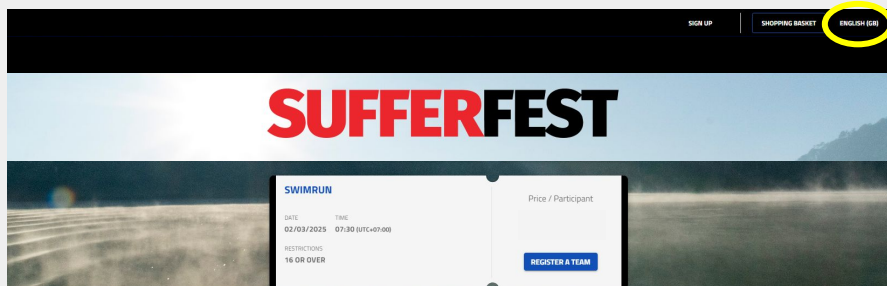 SIGN UP
SHOPPING BASKET
ENGLISH (GB)
SUFFERFEST
SWIMRUN
Price / Participant
DATE TIME
02/03/2025 07:30 (UTC+07:00)
RESTRICTIONS
16 OR OVER
REGISTER A TEAM